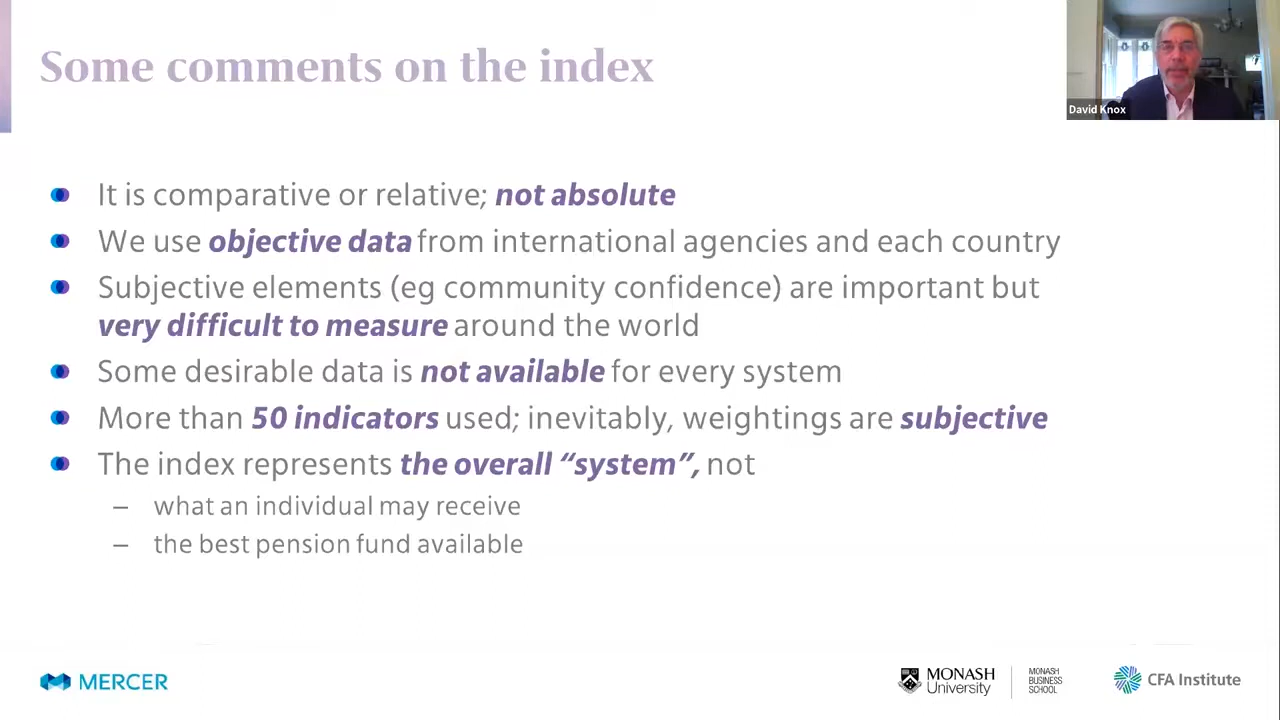 Some comments on the index
David Knox
It is comparative or relative; not absolute
We use objective data from international agencies and each country
Subjective elements (eg community confidence) are important but
very difficult to measure around the world
Some desirable data is not available for every system
More than 50 indicators used; inevitably, weightings are subjective
The index represents the overall “system”, not
– what an individual may receive
– the best pension fund available
MERCER
MONASH
University
MONASH
BUSINESS
SCHOOL
CFA Institute